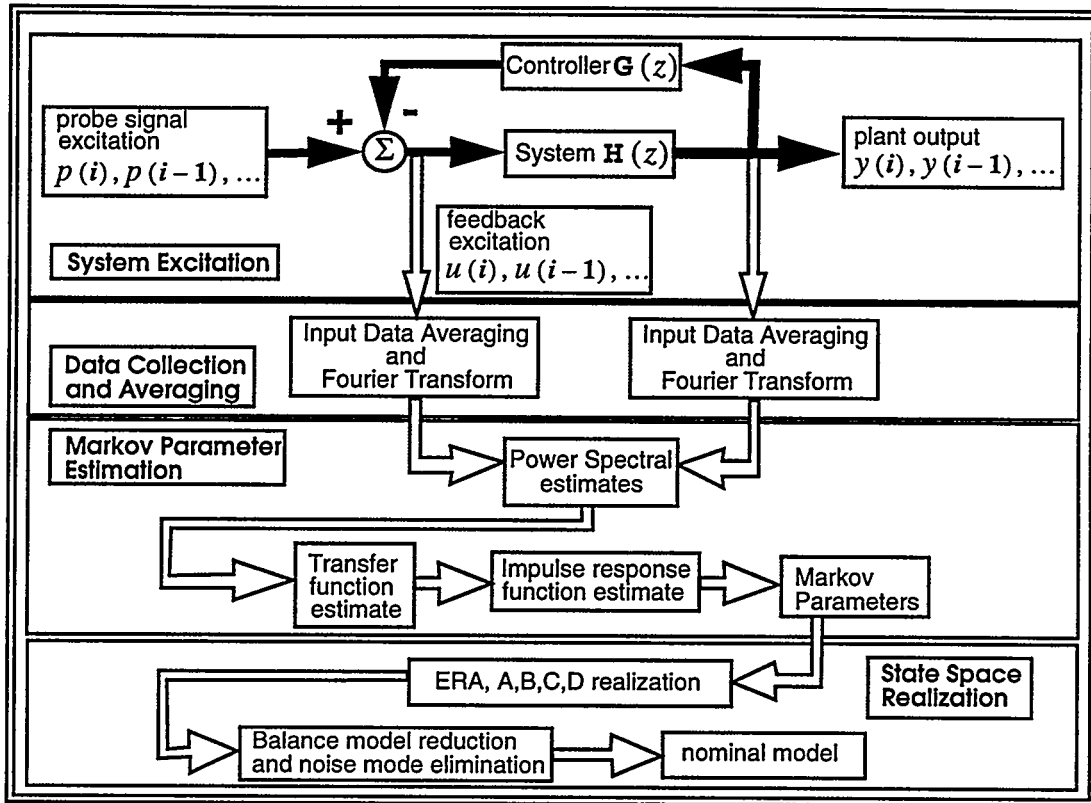 Controller G (z)
+
-
probe signal
excitation
p (i), p (i – 1), ...
Σ
System H (z)
plant output
y (i), y (i – 1), ...
feedback
excitation
u (i), u (i – 1), ...
System Excitation
Input Data Averaging
and
Fourier Transform
Input Data Averaging
and
Fourier Transform
Data Collection
and Averaging
Markov Parameter
Estimation
Power Spectral
estimates
Transfer
function
estimate
Impulse response
function estimate
Markov
Parameters
ERA, A,B,C,D realization
State Space
Realization
Balance model reduction
and noise mode elimination
nominal model